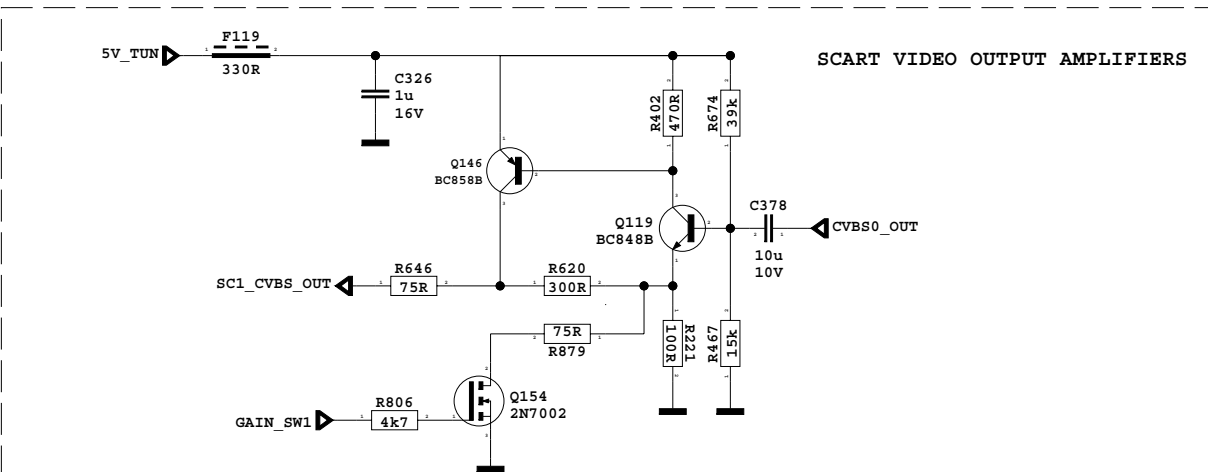 F119
5V_TUN
330R
SCART VIDEO OUTPUT AMPLIFIERS
C326
1u
16V
R402
470R
R674
39k
Q146
BC858B
C378
Q119
BC848B
CVBS0_OUT
10u
10V
R646
R620
SC1_CVBS_OUT
75R
300R
75R
R879
R221
100R
R467
15k
Q154
2N7002
R806
GAIN_SW1
4k7